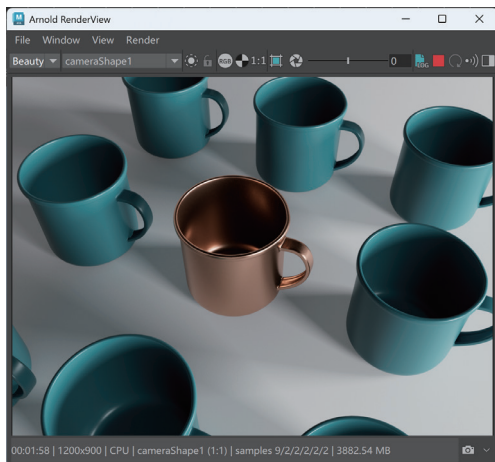 M
Arnold RenderView
File Window View Render
Beauty cameraShape1 RGB 1:1 0
00:01:58 | 1200x900 | CPU | cameraShape1 (1:1) | samples 9/2/2/2/2/2 | 3882.54 MB